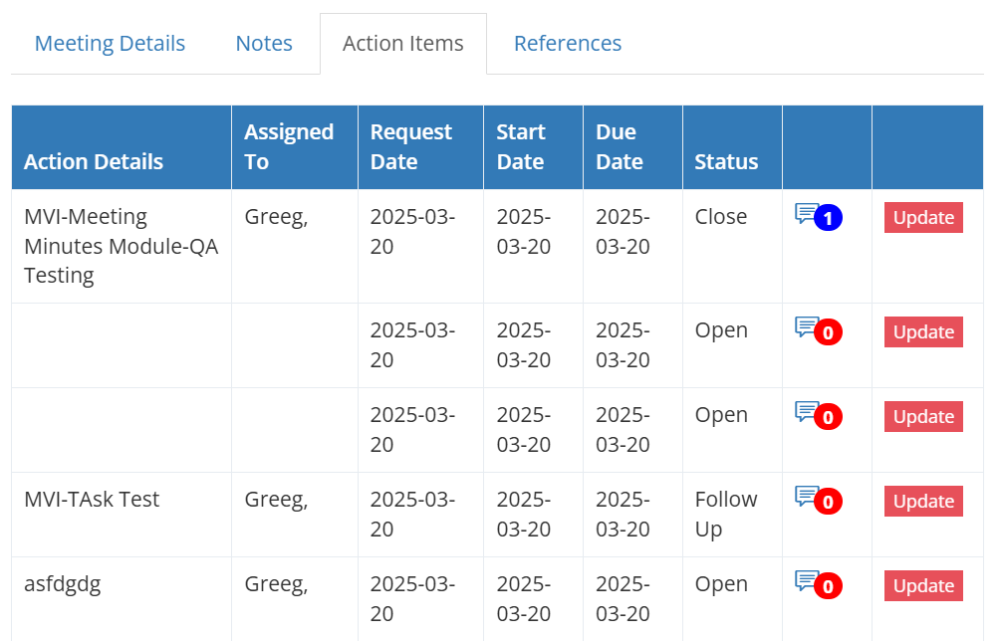 Meeting Details Notes Action Items References
Action Details Assigned To Request Date Start Date Due Date Status
MVI-Meeting Minutes Module-QA Testing Greeg, 2025-03-20 2025-03-20 2025-03-20 Close 1 Update
2025-03-20 2025-03-20 2025-03-20 Open 0 Update
2025-03-20 2025-03-20 2025-03-20 Open 0 Update
MVI-TAsk Test Greeg, 2025-03-20 2025-03-20 2025-03-20 Follow Up 0 Update
asfdgdg Greeg, 2025-03-20 2025-03-20 2025-03-20 Open 0 Update